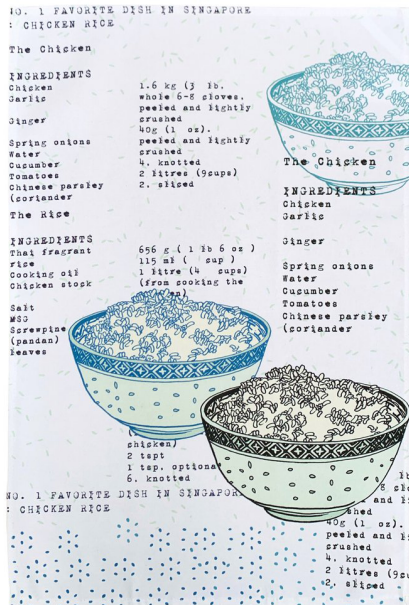 NO. 1 FAVORITE DISH IN SINGAPORE
: CHICKEN RICE
The Chicken
INGREDIENTS
Chicken 1.6 kg (3 lb.
Garlic whole 6-8 cloves.
peeled and lightly
Ginger crushed
40g (1 oz).
Spring onions peeled and lightly
Water crushed
Cucumber 4. knotted
Tomatoes 2 litres (9cups)
Chinese parsley 2. sliced
(coriander
The Rice
INGREDIENTS
Thai fragrant 656 g ( 1 lb 6 oz )
rice 115 ml ( cup )
Cooking oil 1 litre (4 cups)
Chicken stock (from cooking the
Salt
MSG
Screwpine
(pandan)
leaves
chicken)
2 tspt
1 tsp. optional
6. knotted
The Chicken
INGREDIENTS
Chicken
Garlic
Ginger
Spring onions
Water
Cucumber
Tomatoes
Chinese parsley
(coriander
NO. 1 FAVORITE DISH IN SINGAPOR
: CHICKEN RICE
40g (1 oz).
peeled and li
crushed
4. knotted
2 litres (9cu
2. sliced